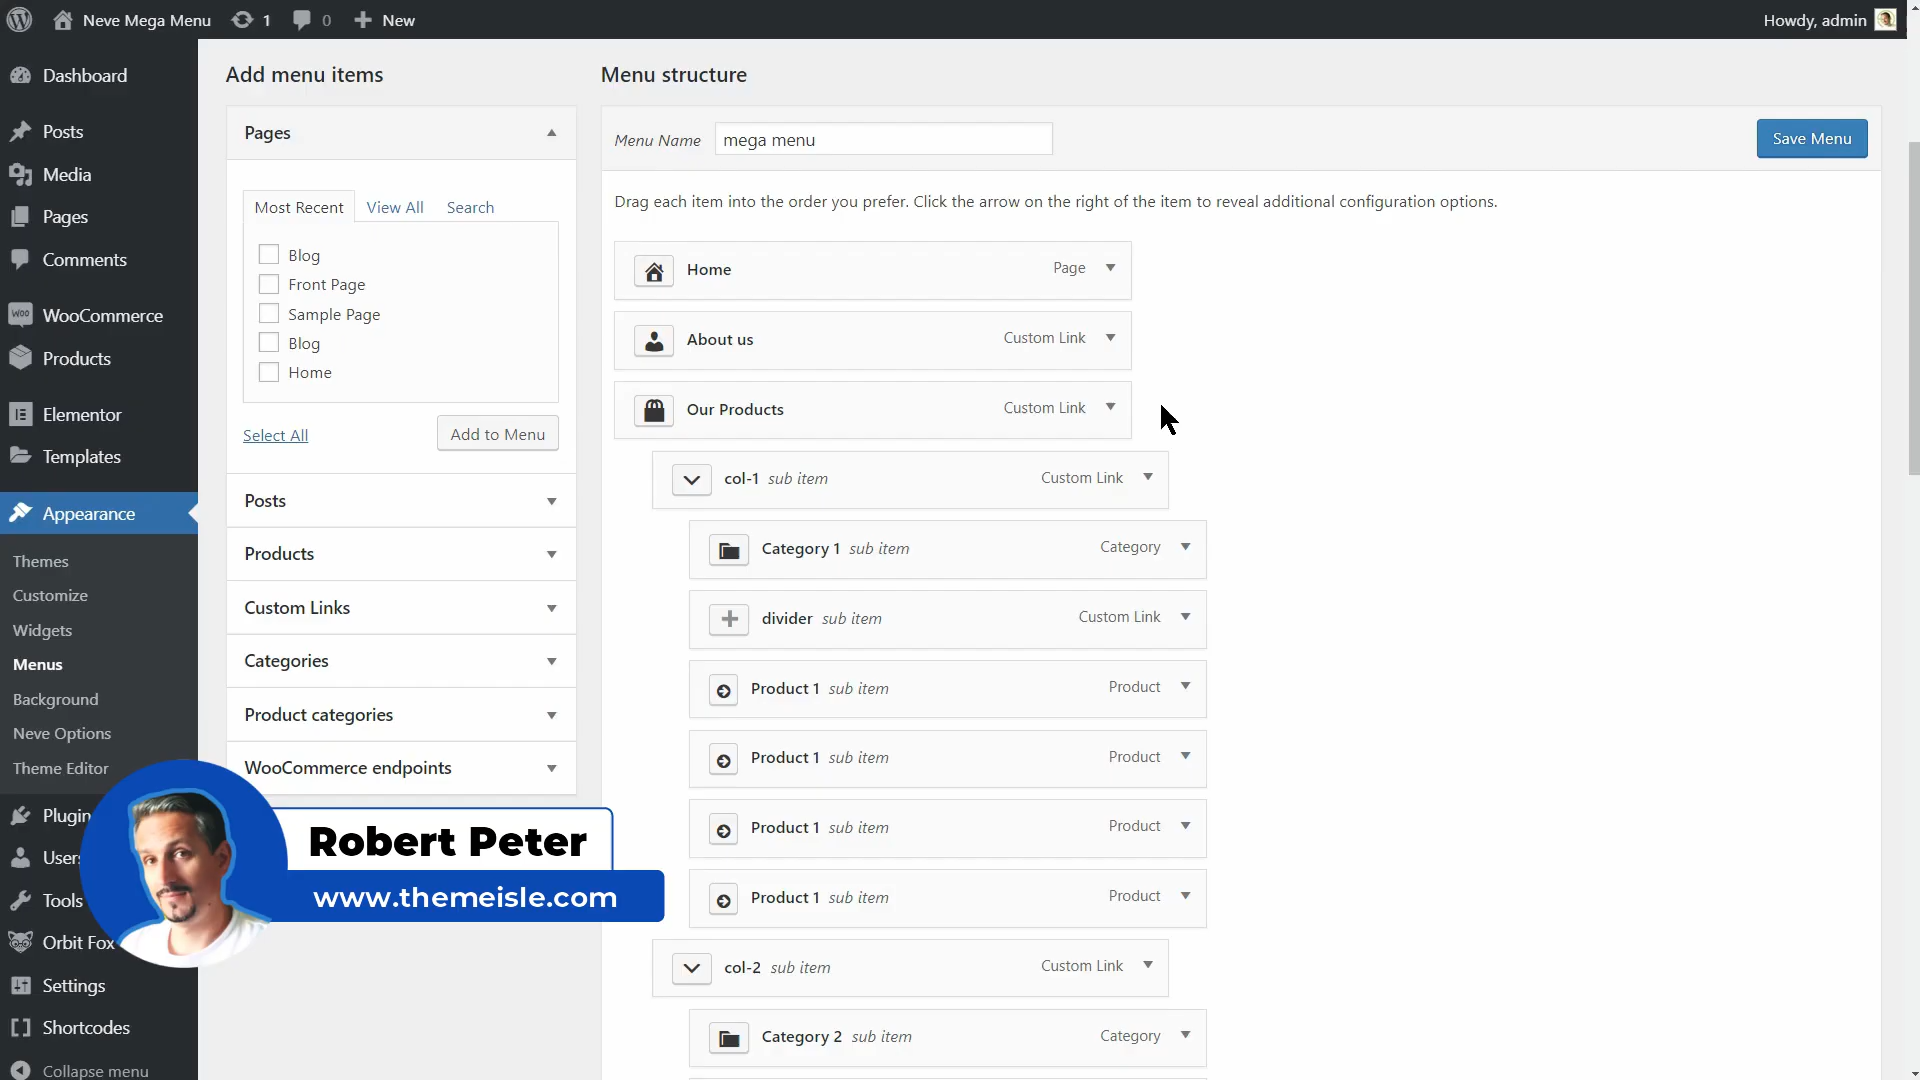 Neve Mega Menu
1
0
New
Howdy, admin
Dashboard
Posts
Media
Pages
Comments
WooCommerce
Products
Elementor
Templates
Appearance
Themes
Customize
Widgets
Menus
Background
Neve Options
Theme Editor
Plugin
Users
Tools
Orbit Fox
Settings
Shortcodes
Collapse menu
Add menu items
Pages
Most Recent
View All
Search
Blog
Front Page
Sample Page
Blog
Home
Select All
Add to Menu
Posts
Products
Custom Links
Categories
Product categories
WooCommerce endpoints
Menu structure
Menu Name
mega menu
Save Menu
Drag each item into the order you prefer. Click the arrow on the right of the item to reveal additional configuration options.
Home Page
About us Custom Link
Our Products Custom Link
col-1 sub item Custom Link
Category 1 sub item Category
divider sub item Custom Link
Product 1 sub item Product
Product 1 sub item Product
Product 1 sub item Product
Product 1 sub item Product
col-2 sub item Custom Link
Category 2 sub item Category
Robert Peter
www.themeisle.com